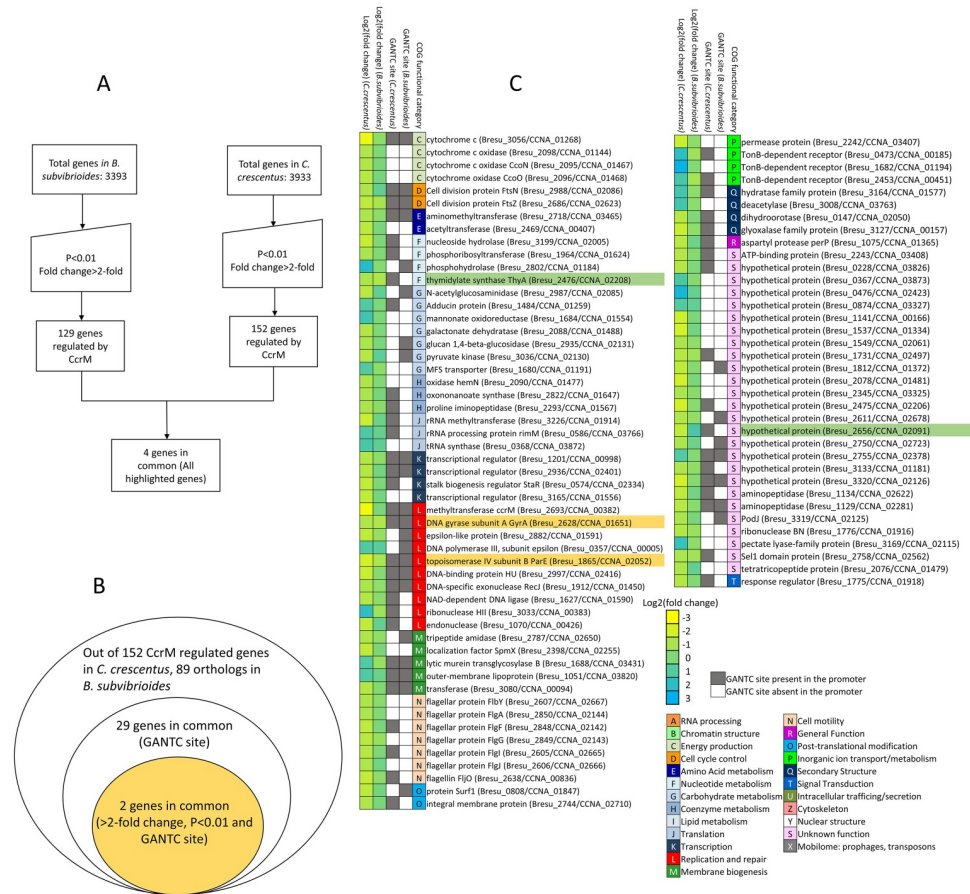 A
Total genes in B.
subvibrioides: 3393
Total genes in C.
crescentus: 3933
P<0.01
Fold change>2-fold
P<0.01
Fold change>2-fold
129 genes
regulated by
CcrM
152 genes
regulated by
CcrM
4 genes
in
common (All
highlighted genes)
B
Out of 152 CcrM regulated genes
in C. crescentus, 89 orthologs in
B. subvibrioides
29 genes in common
(GANTC site)
2 genes in common
(>2-fold change, P<0.01 and
GANTC site)
C
Log2(fold change) (C.crescentus)
Log2(fold change) (B.subvibrioides)
GANTC site (C.crescentus)
GANTC site (B.subvibrioides)
COG functional category
C cytochrome c (Bresu_3056/CCNA_01268)
C cytochrome c oxidase (Bresu_2098/CCNA_01144)
C cytochrome oxidase CcoN (Bresu_2095/CCNA_01467)
C cytochrome oxidase CcoO (Bresu_2096/CCNA_01468)
D Cell division protein FtsN (Bresu_2988/CCNA_02086)
D Cell division protein FtsZ (Bresu_2686/CCNA_02623)
E aminomethyltransferase (Bresu_2718/CCNA_03465)
E acetyltransferase (Bresu_2469/CCNA_00407)
F nucleoside hydrolase (Bresu_3199/CCNA_02005)
F phosphoribosyltransferase (Bresu_1964/CCNA_01624)
F phosphohydrolase (Bresu_2802/CCNA_01184)
F thymidylate synthase ThyA (Bresu_2476/CCNA_02208)
G N-acetylglucosaminidase (Bresu_2987/CCNA_02085)
G Adducin protein (Bresu_1484/CCNA_01259)
G mannonate oxidoreductase (Bresu_1684/CCNA_01554)
G galactonate dehydratase (Bresu_2088/CCNA_01488)
G glucan 1,4-beta-glucosidase (Bresu_2935/CCNA_02131)
G pyruvate kinase (Bresu_3036/CCNA_02130)
G MFS transporter (Bresu_1680/CCNA_01191)
H oxidase hemN (Bresu_2090/CCNA_01477)
H oxononanoate synthase (Bresu_2822/CCNA_01647)
H proline iminopeptidase (Bresu_2293/CCNA_01567)
J rRNA methyltransferase (Bresu_3226/CCNA_01914)
J rRNA processing protein rimM (Bresu_0586/CCNA_03766)
J tRNA synthase (Bresu_0368/CCNA_03872)
K transcriptional regulator (Bresu_1201/CCNA_00998)
K transcriptional regulator (Bresu_2936/CCNA_02401)
K stalk biogenesis regulator StaR (Bresu_0574/CCNA_02334)
K transcriptional regulator (Bresu_3165/CCNA_01556)
L methyltransferase ccrM (Bresu_2693/CCNA_00382)
L DNA gyrase subunit A GyrA (Bresu_2628/CCNA_01651)
L epsilon-like protein (Bresu_2882/CCNA_01591)
L DNA polymerase III, subunit epsilon (Bresu_0357/CCNA_00005)
L topoisomerase IV subunit B ParE (Bresu_1865/CCNA_02052)
L DNA-binding protein HU (Bresu_2997/CCNA_02416)
L DNA-specific exonuclease RecJ (Bresu_1912/CCNA_01450)
L NAD-dependent DNA ligase (Bresu_1627/CCNA_01590)
L ribonuclease HII (Bresu_3033/CCNA_00383)
L endonuclease (Bresu_1070/CCNA_00426)
M tripeptide amidase (Bresu_2787/CCNA_02650)
M localization factor SpmX (Bresu_2398/CCNA_02255)
M lytic murein transglycosylase B (Bresu_1688/CCNA_03431)
M outer-membrane lipoprotein (Bresu_1051/CCNA_03820)
M transferase (Bresu_3080/CCNA_00094)
N flagellar protein FlbY (Bresu_2607/CCNA_02667)
N flagellar protein FlgA (Bresu_2850/CCNA_02144)
N flagellar protein FlgF (Bresu_2848/CCNA_02142)
N flagellar protein FlgG (Bresu_2849/CCNA_02143)
N flagellar protein FlgI (Bresu_2605/CCNA_02665)
N flagellar protein FlgJ (Bresu_2606/CCNA_02666)
N flagellin FljO (Bresu_2638/CCNA_00836)
O protein Surf1 (Bresu_0808/CCNA_01847)
O integral membrane protein (Bresu_2744/CCNA_02710)
Log2(fold change) (C.crescentus)
Log2(fold change) (B.subvibrioides)
GANTC site (C.crescentus)
GANTC site (B.subvibrioides)
COG functional category
P permease protein (Bresu_2242/CCNA_03407)
P TonB-dependent receptor (Bresu_0473/CCNA_00185)
P TonB-dependent receptor (Bresu_1682/CCNA_01194)
P TonB-dependent receptor (Bresu_2453/CCNA_00451)
Q hydratase family protein (Bresu_3164/CCNA_01577)
Q deacetylase (Bresu_3008/CCNA_03763)
Q dihydroorotase (Bresu_0147/CCNA_02050)
Q glyoxalase family protein (Bresu_3127/CCNA_00157)
R aspartyl protease perP (Bresu_1075/CCNA_01365)
S ATP-binding protein (Bresu_2243/CCNA_03408)
S hypothetical protein (Bresu_0228/CCNA_03826)
S hypothetical protein (Bresu_0367/CCNA_03873)
S hypothetical protein (Bresu_0476/CCNA_02423)
S hypothetical protein (Bresu_0874/CCNA_03327)
S hypothetical protein (Bresu_1141/CCNA_00166)
S hypothetical protein (Bresu_1537/CCNA_01334)
S hypothetical protein (Bresu_1549/CCNA_02061)
S hypothetical protein (Bresu_1731/CCNA_02497)
S hypothetical protein (Bresu_1812/CCNA_01372)
S hypothetical protein (Bresu_2078/CCNA_01481)
S hypothetical protein (Bresu_2345/CCNA_03325)
S hypothetical protein (Bresu_2475/CCNA_02206)
S hypothetical protein (Bresu_2611/CCNA_02678)
S hypothetical protein (Bresu_2656/CCNA_02091)
S hypothetical protein (Bresu_2750/CCNA_02723)
S hypothetical protein (Bresu_2755/CCNA_02378)
S hypothetical protein (Bresu_3133/CCNA_01181)
S hypothetical protein (Bresu_3320/CCNA_02126)
S aminopeptidase (Bresu_1134/CCNA_02622)
S aminopeptidase (Bresu_1129/CCNA_02281)
S PodJ (Bresu_3319/CCNA_02125)
S ribonuclease BN (Bresu_1776/CCNA_01916)
S pectate lyase-family protein (Bresu_3169/CCNA_02115)
S Sel1 domain protein (Bresu_2758/CCNA_02562)
S tetratricopeptide protein (Bresu_2076/CCNA_01479)
T response regulator (Bresu_1775/CCNA_01918)
Log2(fold change)
-3
-2
-1
0
1
2
3
GANTC site present in the promoter
GANTC site absent in the promoter
A RNA processing
B Chromatin structure
C Energy production
D Cell cycle control
E Amino Acid metabolism
F Nucleotide metabolism
G Carbohydrate metabolism
H Coenzyme metabolism
I Lipid metabolism
J Translation
K Transcription
L Replication and repair
M Membrane biogenesis
N Cell motility
R General Function
O Post-translational modification
P Inorganic ion transport/metabolism
Q Secondary Structure
T Signal Transduction
U Intracellular trafficing/secretion
Z Cytoskeleton
Y Nuclear structure
S Unknown function
X Mobilome: prophages, transposons